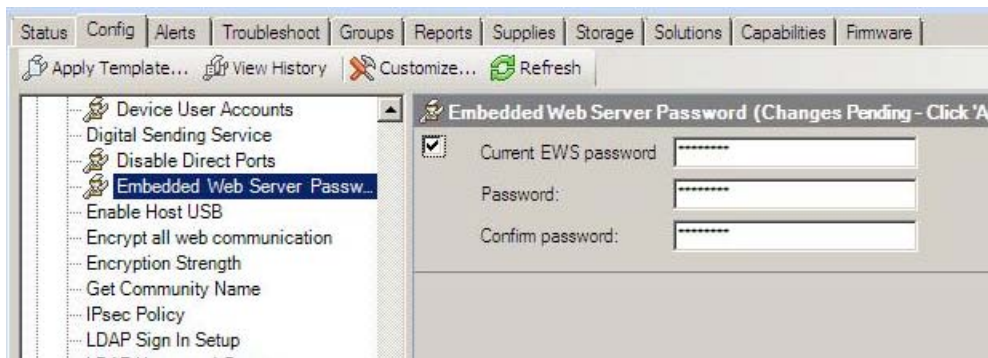 Status Config Alerts Troubleshoot Groups Reports Supplies Storage Solutions Capabilities Firmware
Apply Template... View History Customize... Refresh
Device User Accounts
Digital Sending Service
Disable Direct Ports
Embedded Web Server Passw...
Enable Host USB
Encrypt all web communication
Encryption Strength
Get Community Name
IPsec Policy
LDAP Sign In Setup
Embedded Web Server Password (Changes Pending - Click 'A
Current EWS password ********
Password: ********
Confirm password: ********